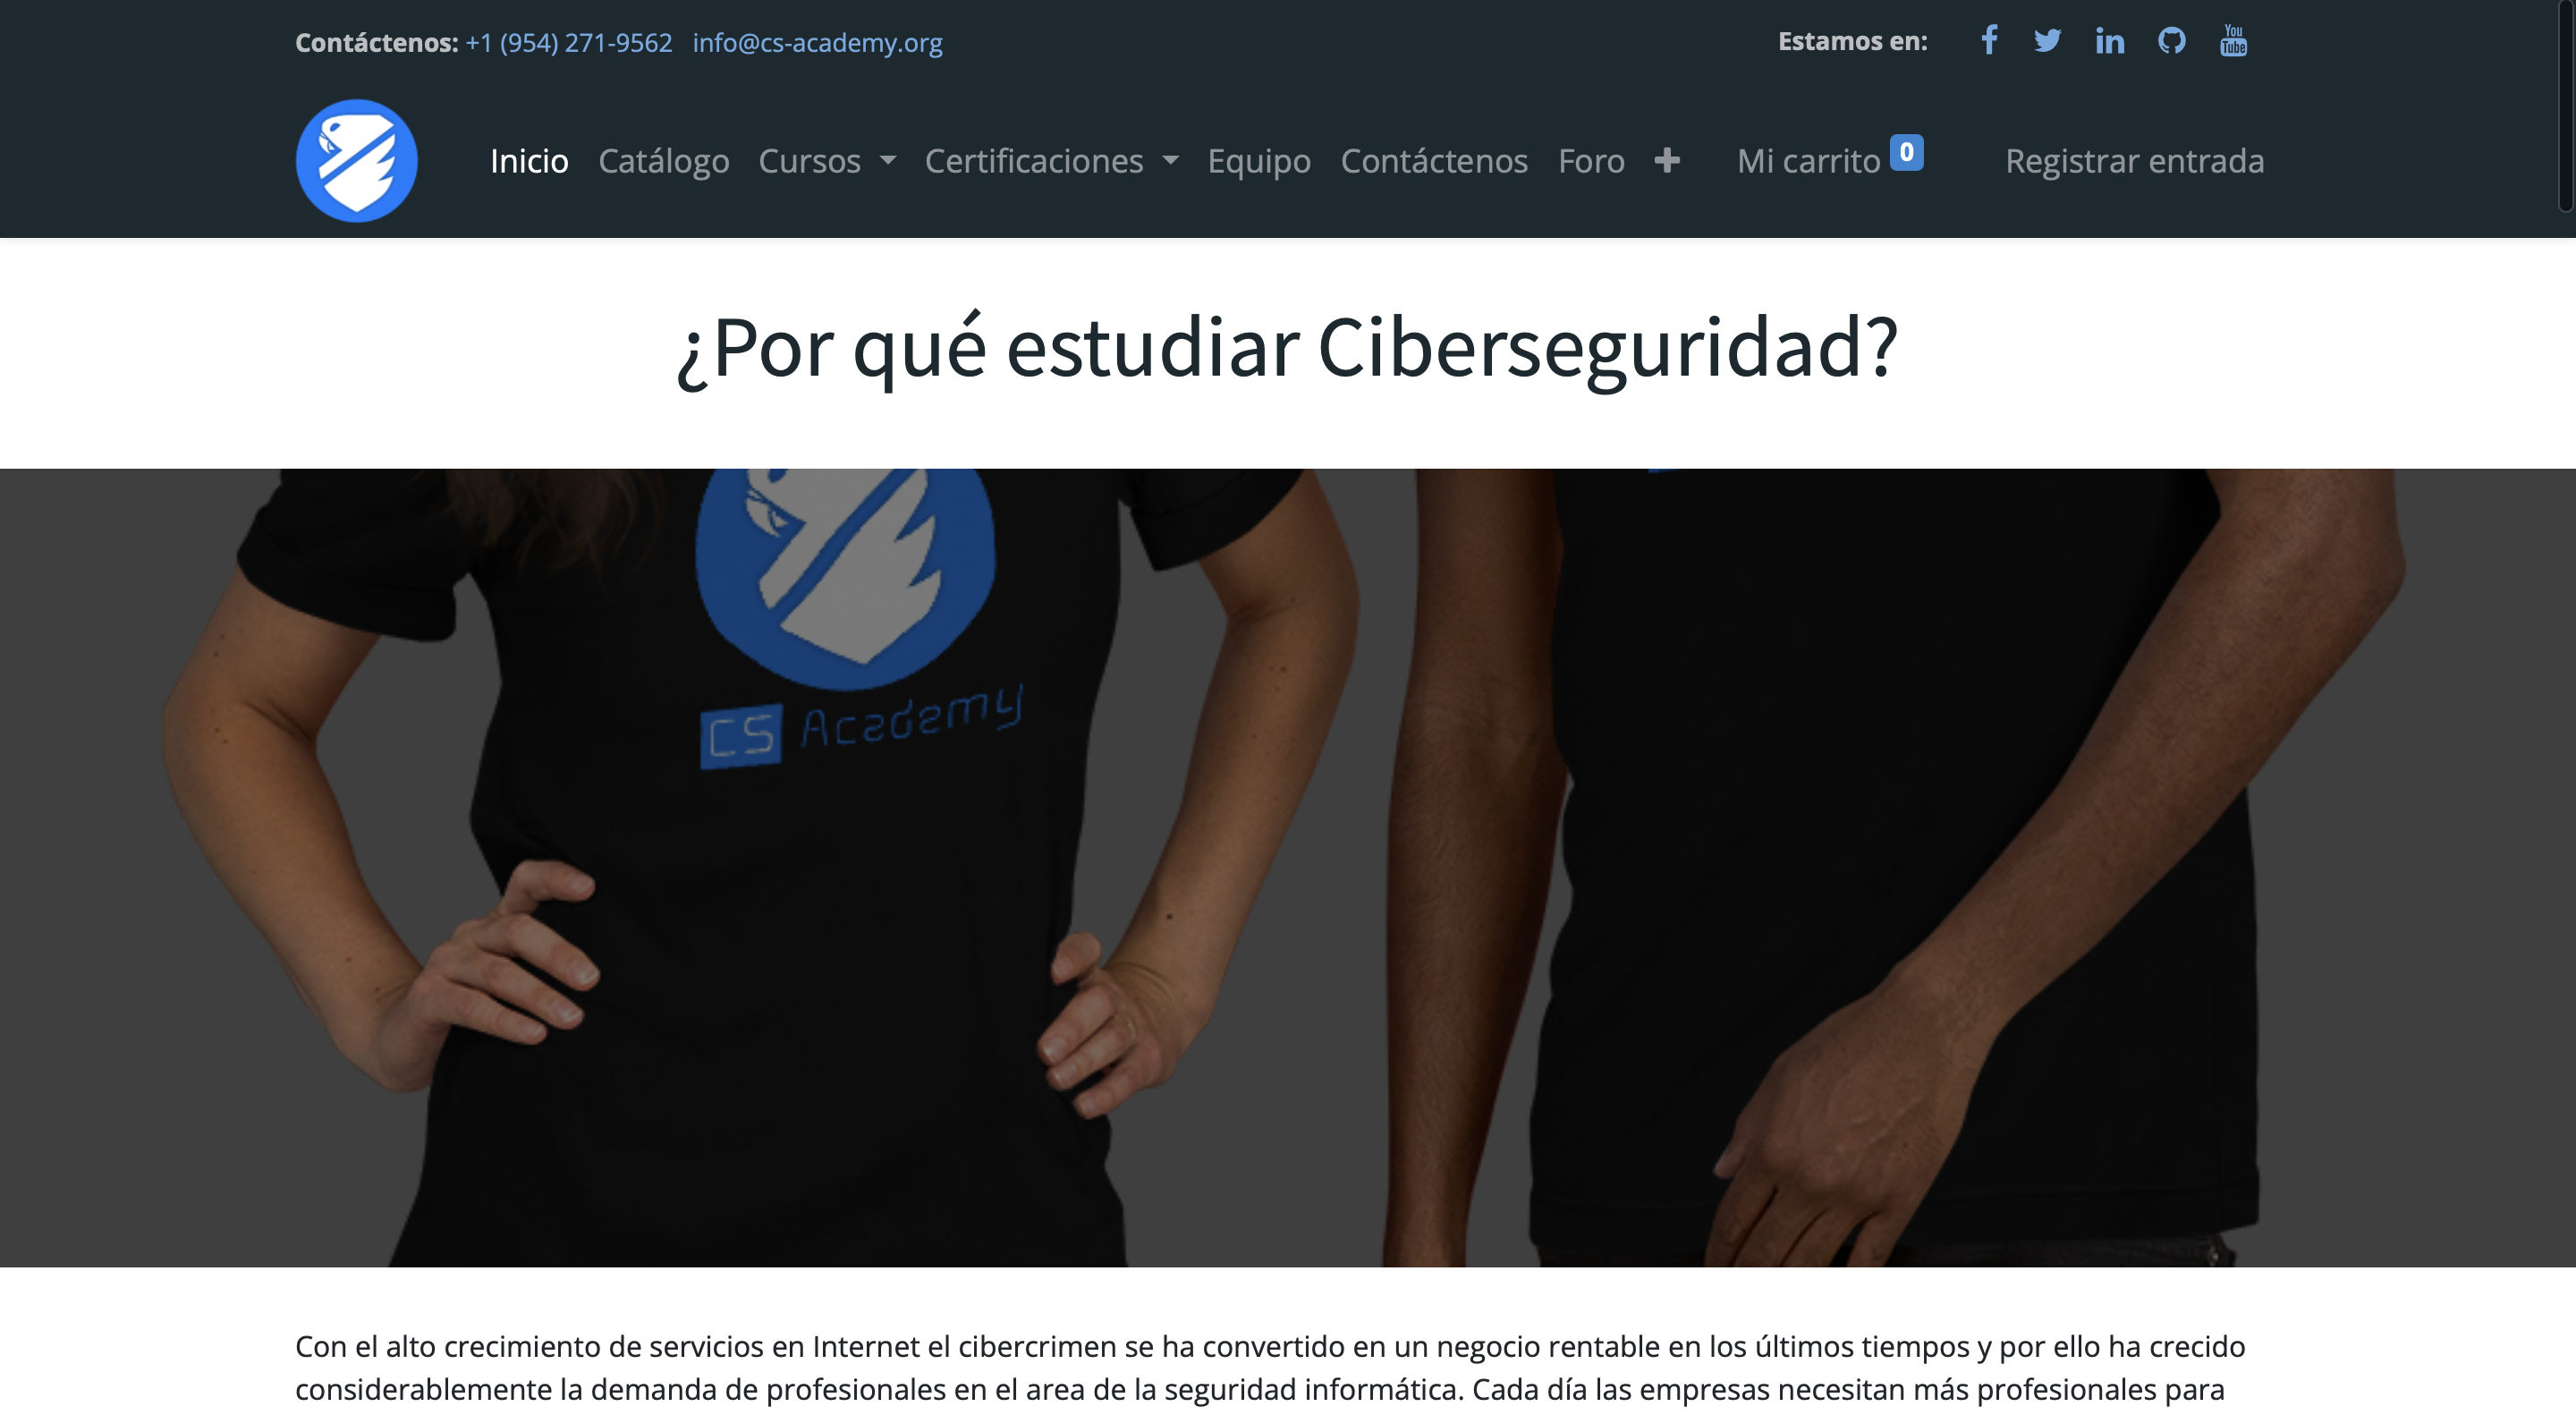 Contáctenos: +1 (954) 271-9562 info@cs-academy.org
Estamos en:
You
Tube
Inicio Catálogo Cursos Certificaciones Equipo Contáctenos Foro Mi carrito 0 Registrar entrada
¿Por qué estudiar Ciberseguridad?
CS Academy
Con el alto crecimiento de servicios en Internet el cibercrimen se ha convertido en un negocio rentable en los últimos tiempos y por ello ha crecido
considerablemente la demanda de profesionales en el area de la seguridad informática. Cada día las empresas necesitan más profesionales para